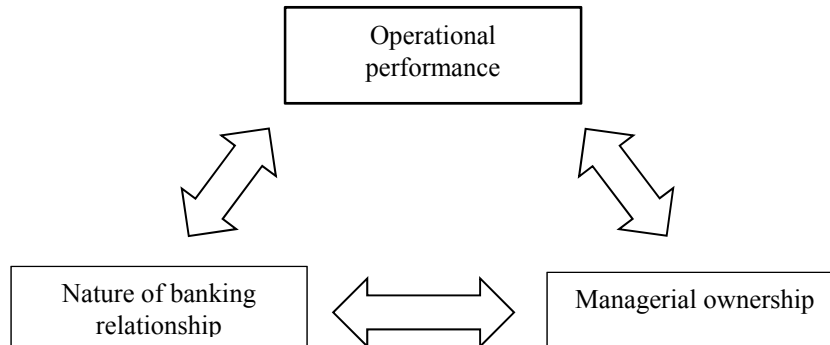 Operational
performance
Nature of banking
relationship
Managerial ownership